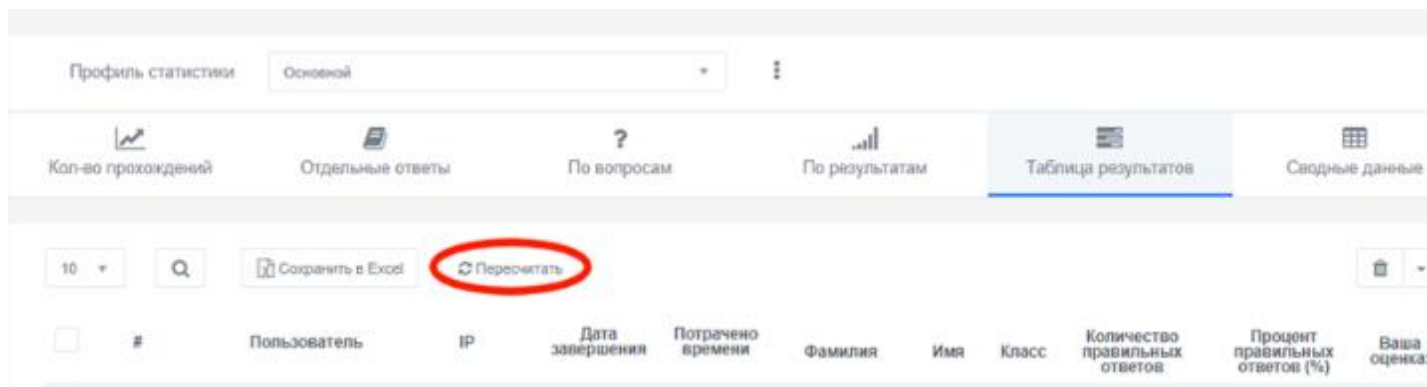 Профиль статистики Основной
Кол-во прохождений Отдельные ответы ? По вопросам По результатам Таблица результатов Сводные данные
10 Сохранить в Excel Пересчитать
# Пользователь IP Дата завершения Потрачено времени Фамилия Имя Класс Количество правильных ответов Процент правильных ответов (%) Ваша оценка